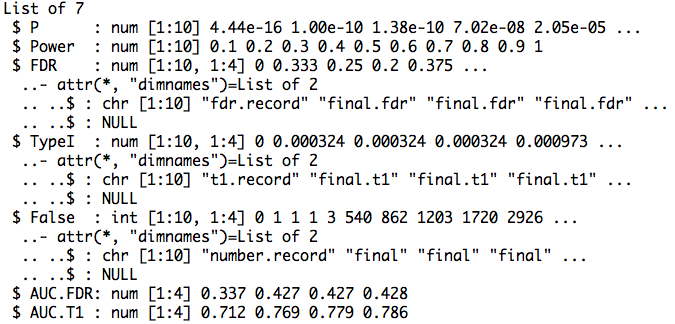 List of 7
 $ P      : num [1:10] 4.44e-16 1.00e-10 1.38e-10 7.02e-08 2.05e-05 ...
 $ Power  : num [1:10] 0.1 0.2 0.3 0.4 0.5 0.6 0.7 0.8 0.9 1
 $ FDR    : num [1:10, 1:4] 0 0.333 0.25 0.2 0.375 ...
  ..- attr(*, "dimnames")=List of 2
  .. ..$ : chr [1:10] "fdr.record" "final.fdr" "final.fdr" "final.fdr" ...
  .. ..$ : NULL
 $ TypeI  : num [1:10, 1:4] 0 0.000324 0.000324 0.000324 0.000973 ...
  ..- attr(*, "dimnames")=List of 2
  .. ..$ : chr [1:10] "t1.record" "final.t1" "final.t1" "final.t1" ...
  .. ..$ : NULL
 $ False  : int [1:10, 1:4] 0 1 1 1 3 540 862 1203 1720 2926 ...
  ..- attr(*, "dimnames")=List of 2
  .. ..$ : chr [1:10] "number.record" "final" "final" "final" ...
  .. ..$ : NULL
 $ AUC.FDR: num [1:4] 0.337 0.427 0.427 0.428
 $ AUC.T1 : num [1:4] 0.712 0.769 0.779 0.786